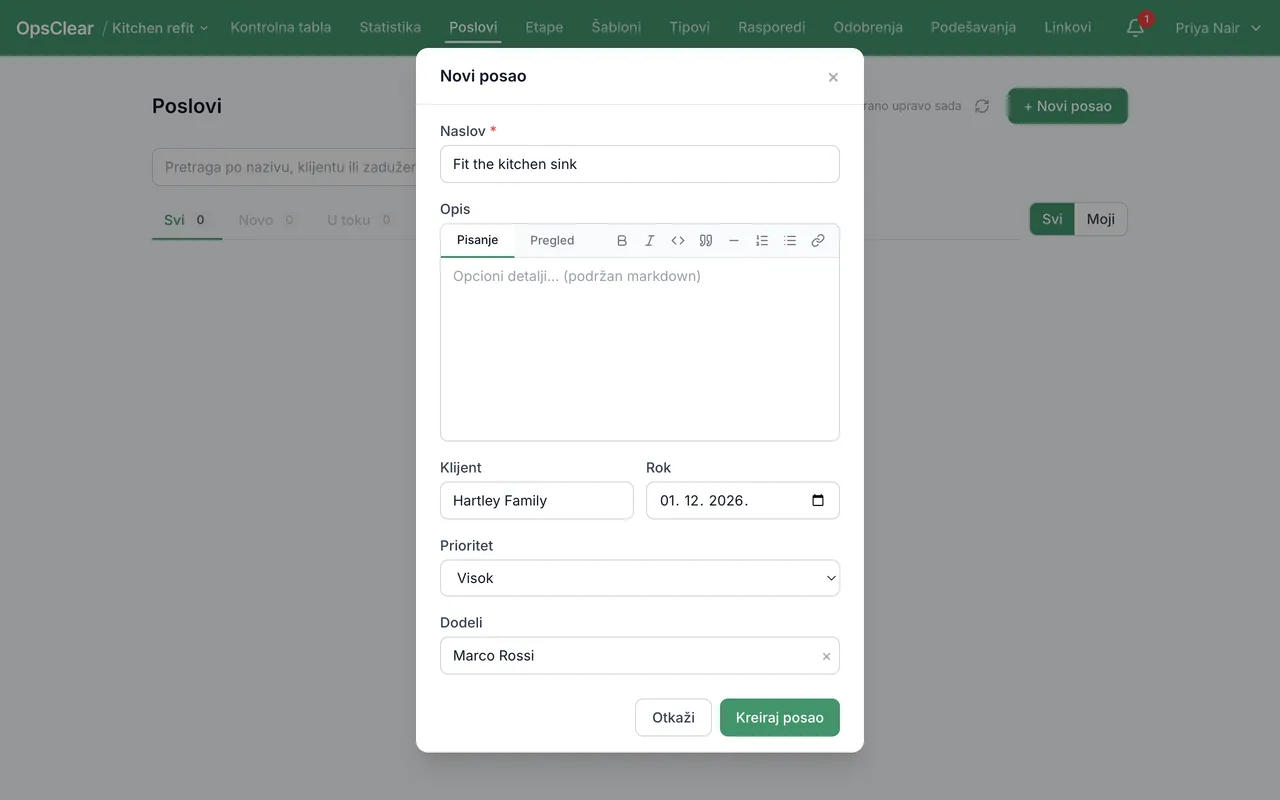 OpsClear / Kitchen refit Kontrolna tabla Statistika Poslovi Etape Šabloni Tipovi Rasporedi Odobrenja Podešavanja Linkovi 1 Priya Nair
Novi posao ×
Poslovi
upravo sada + Novi posao
Naslov *
Fit the kitchen sink
Pretraga po nazivu, klijentu ili
Opis
Svi 0 Novo 0 U toku 0
Svi Moji
Pisanje Pregled B I
Opcioni detalji... (podržan markdown)
Klijent Rok
Hartley Family 01. 12. 2026.
Prioritet
Visok
Dodeli
Marco Rossi ×
Otkaži Kreiraj posao